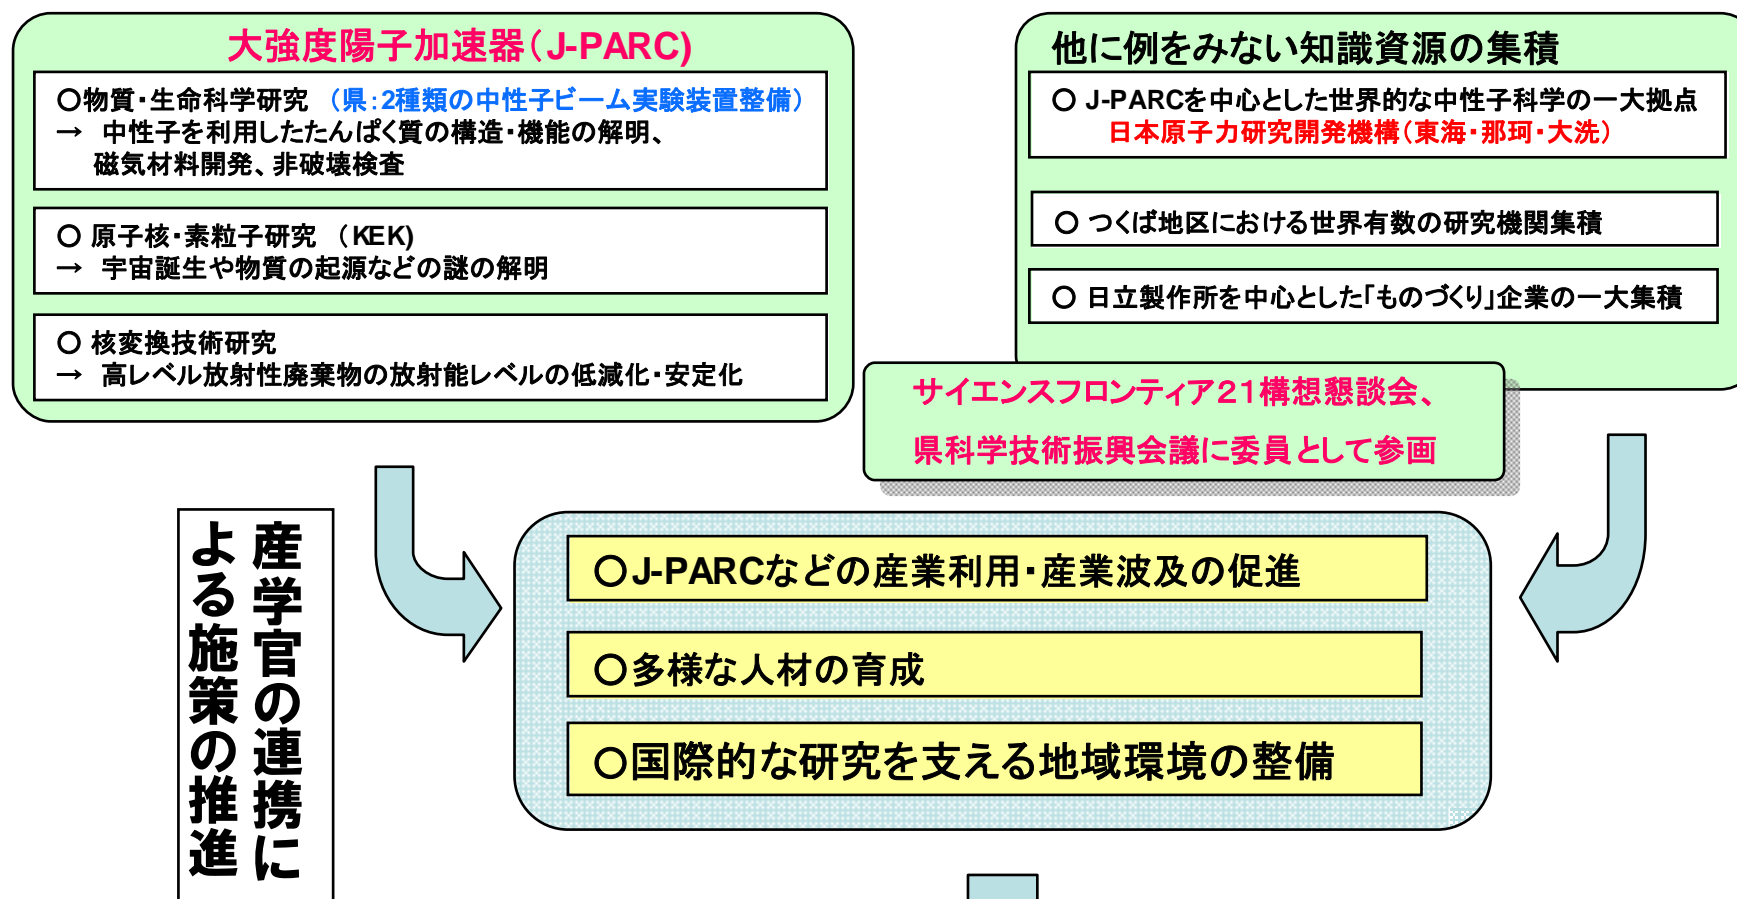 大強度陽子加速器(J-PARC)
○物質・生命科学研究 (県:2種類の中性子ビーム実験装置整備)
→ 中性子を利用したたんぱく質の構造・機能の解明、
磁気材料開発、非破壊検査
○ 原子核・素粒子研究 (KEK)
→ 宇宙誕生や物質の起源などの謎の解明
○ 核変換技術研究
→ 高レベル放射性廃棄物の放射能レベルの低減化・安定化
他に例をみない知識資源の集積
○ J-PARCを中心とした世界的な中性子科学の一大拠点
日本原子力研究開発機構(東海・那珂・大洗)
○ つくば地区における世界有数の研究機関集積
○ 日立製作所を中心とした「ものづくり」企業の一大集積
サイエンスフロンティア21構想懇談会、
県科学技術振興会議に委員として参画
産学官の連携に
よる施策の推進
○J-PARCなどの産業利用・産業波及の促進
○多様な人材の育成
○国際的な研究を支える地域環境の整備